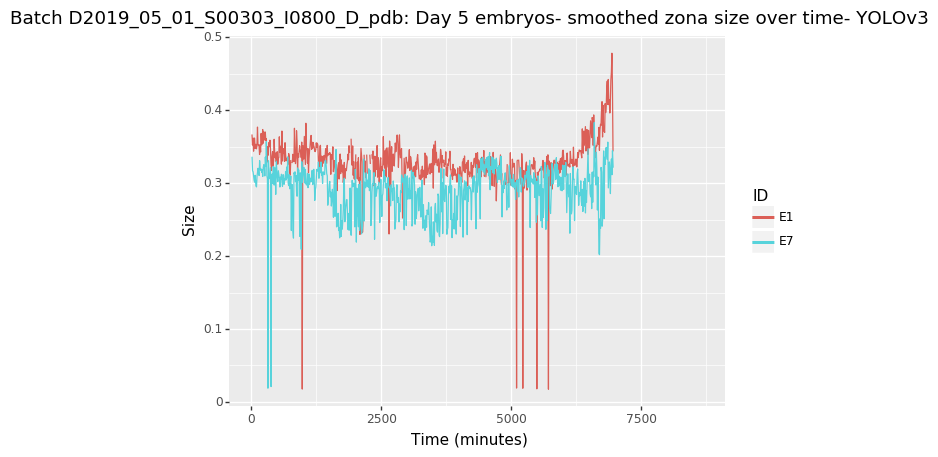 Batch D2019_05_01_S00303_I0800_D_pdb: Day 5 embryos- smoothed zona size over time- YOLOv3
0.5
0.4
0.3
0.2
0.1
0
Size
0 2500 5000 7500
Time (minutes)
ID
E1
E7